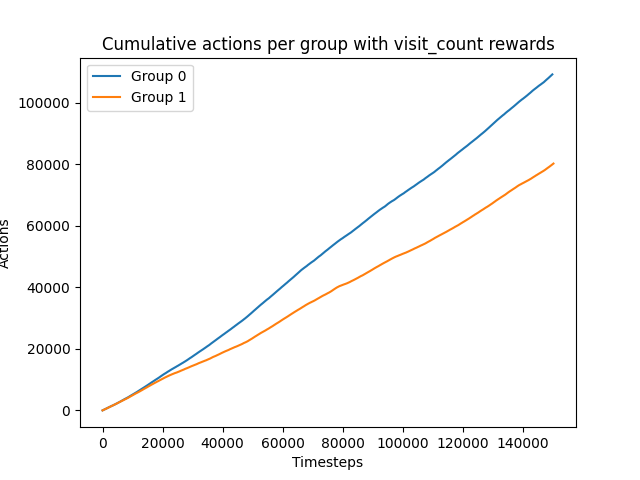 Cumulative actions per group with visit_count rewards
Group 0
Group 1
100000
80000
60000
40000
20000
0
Actions
0 20000 40000 60000 80000 100000 120000 140000
Timesteps